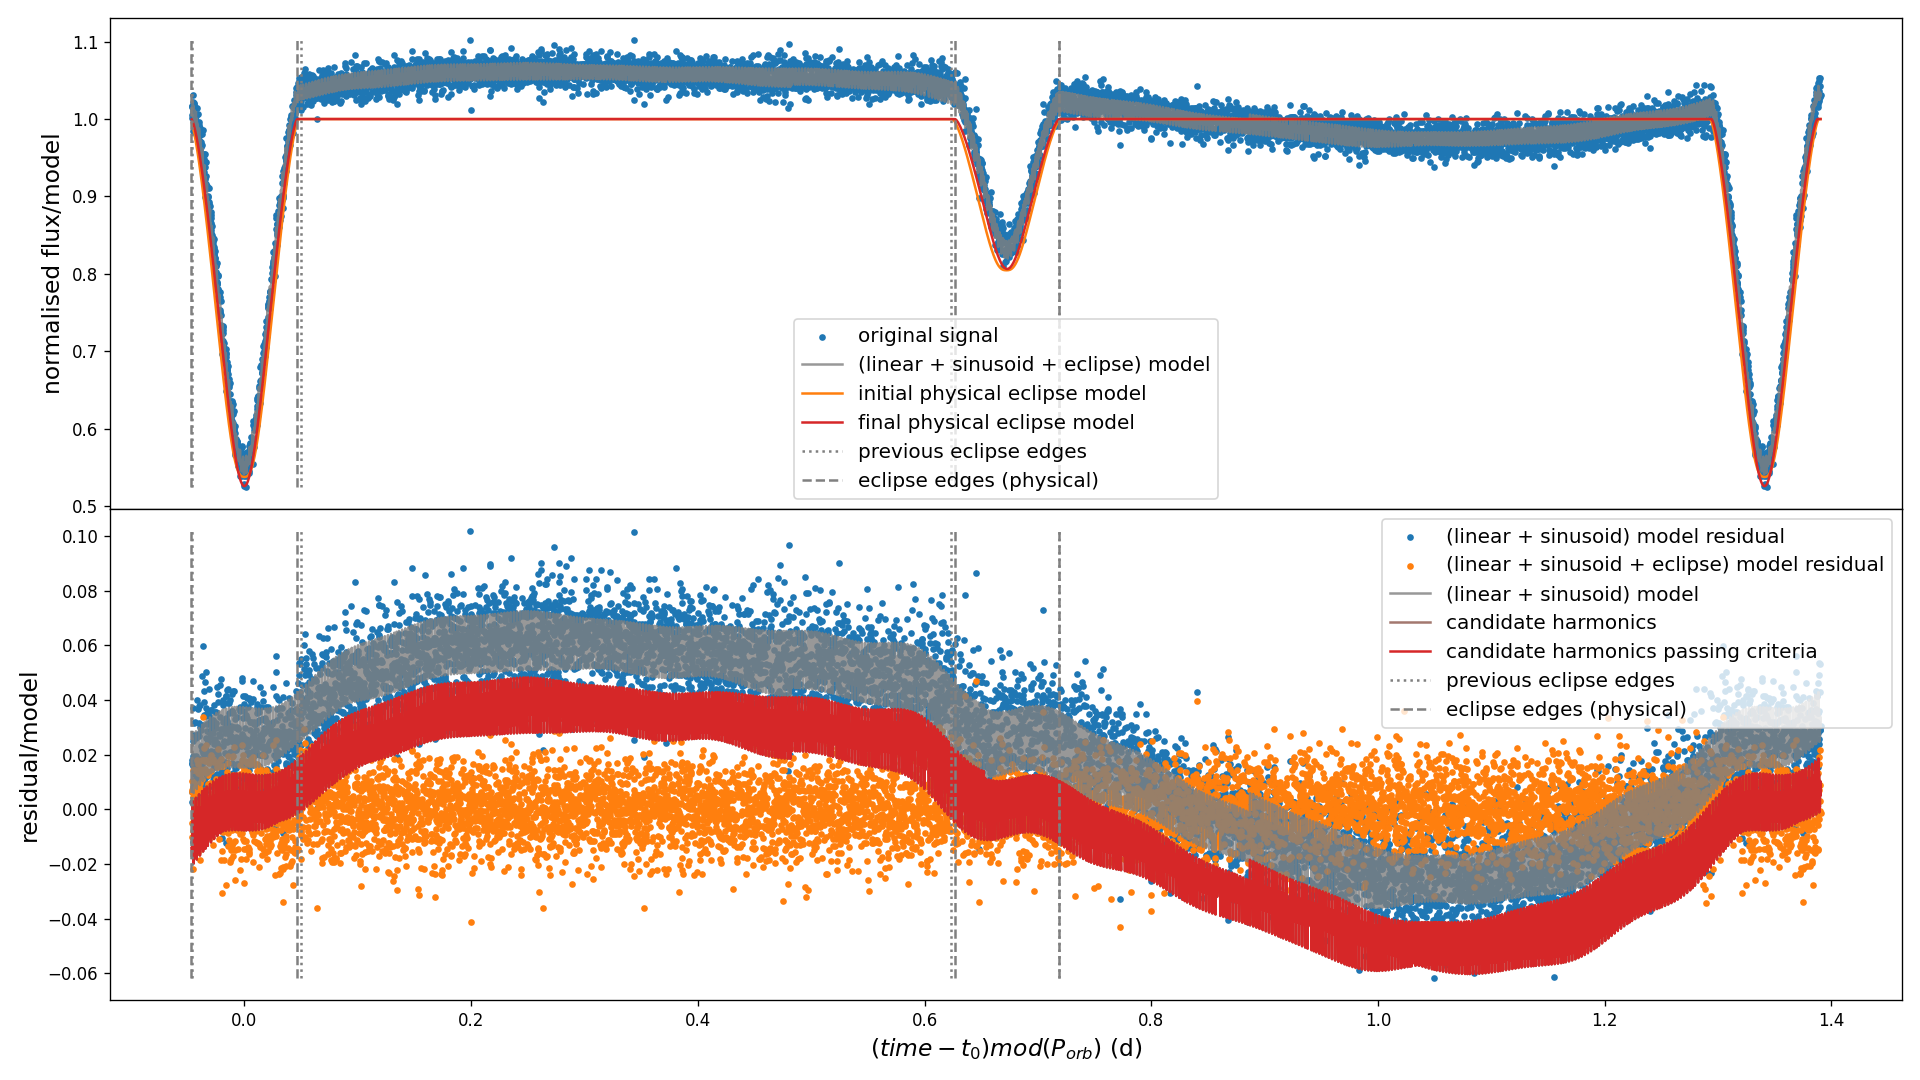 1.1
1.0
0.9
0.8
0.7
0.6
0.5
normalised flux/model
original signal
(linear + sinusoid + eclipse) model
initial physical eclipse model
final physical eclipse model
previous eclipse edges
eclipse edges (physical)
0.10
0.08
0.06
0.04
0.02
0.00
−0.02
−0.04
−0.06
residual/model
(linear + sinusoid) model residual
(linear + sinusoid + eclipse) model residual
(linear + sinusoid) model
candidate harmonics
candidate harmonics passing criteria
previous eclipse edges
eclipse edges (physical)
0.0 0.2 0.4 0.6 0.8 1.0 1.2 1.4
(time − t₀)mod(P_orb) (d)